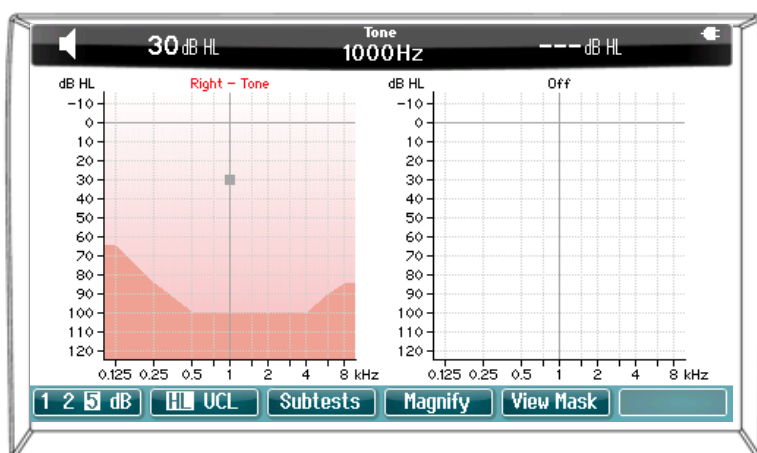 30 dB HL
Tone
1000Hz
--- dB HL
dB HL Right - Tone
-10
0
10
20
30
40
50
60
70
80
90
100
110
120
0.125 0.25 0.5 1 2 4 8 kHz
dB HL Off
-10
0
10
20
30
40
50
60
70
80
90
100
110
120
0.125 0.25 0.5 1 2 4 8 kHz
1 2 5 dB
HL UCL
Subtests
Magnify
View Mask